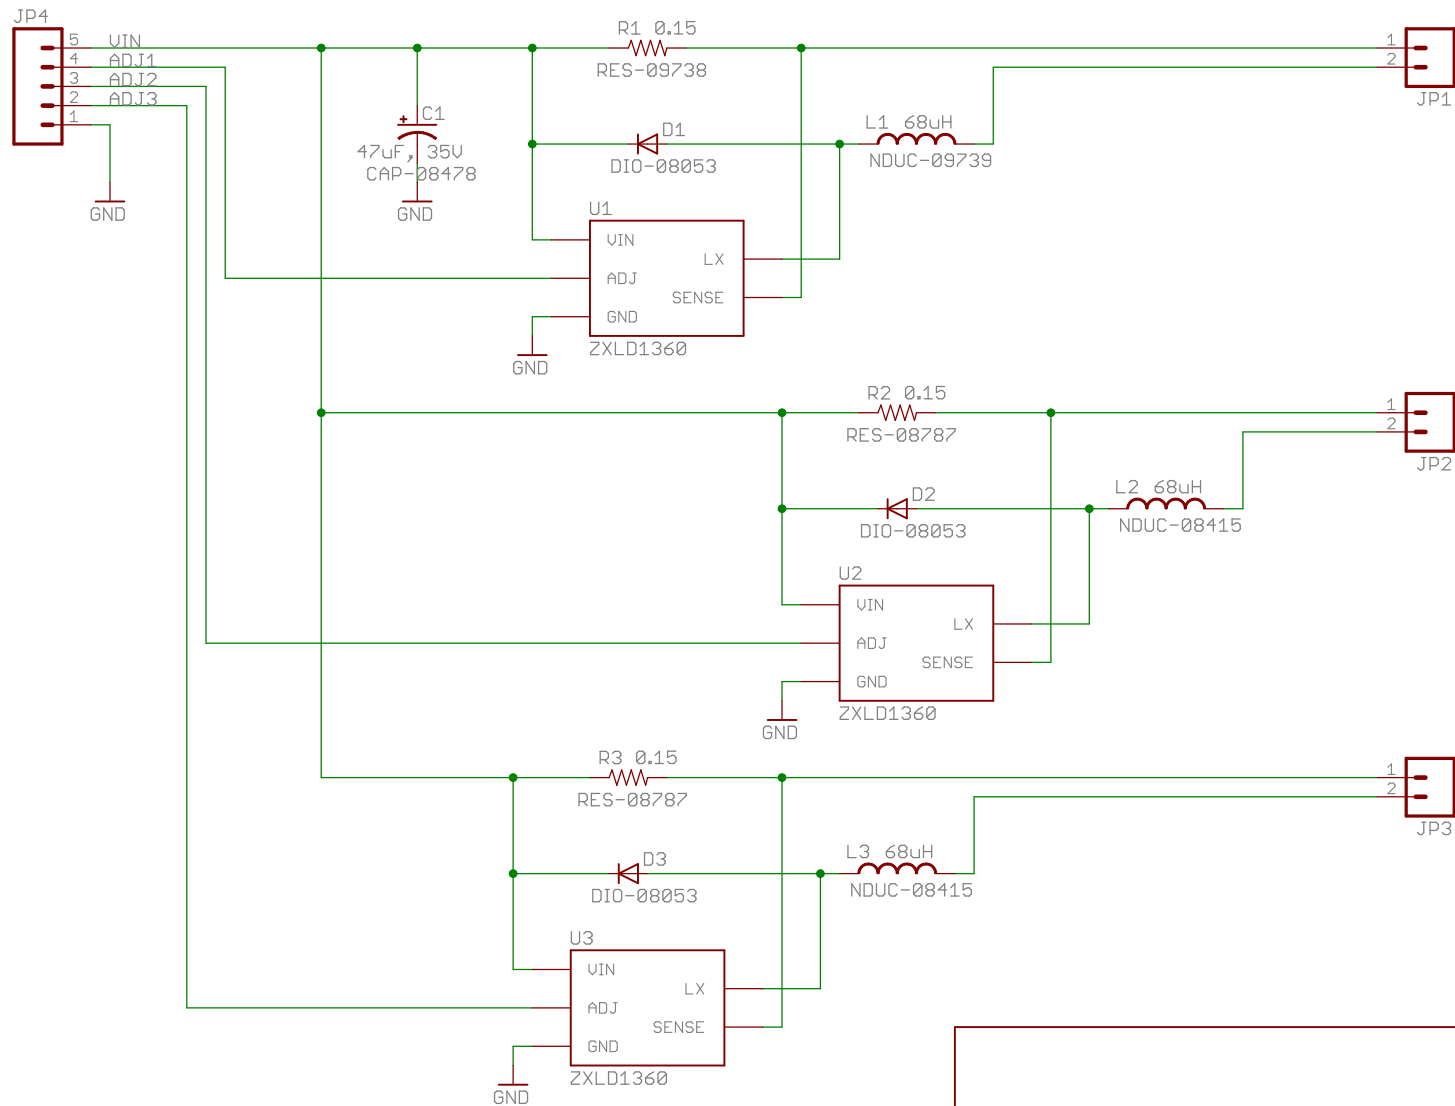 JP4
5 VIN
4 ADJ1
3 ADJ2
2 ADJ3
1
GND
C1
47uF, 35V
CAP-08478
GND
R1 0.15
RES-09738
D1
DIO-08053
L1 68uH
NDUC-09739
1
2
JP1
U1
VIN
ADJ
GND
LX
SENSE
ZXLD1360
GND
R2 0.15
RES-08787
D2
DIO-08053
L2 68uH
NDUC-08415
1
2
JP2
U2
VIN
ADJ
GND
LX
SENSE
ZXLD1360
GND
R3 0.15
RES-08787
D3
DIO-08053
L3 68uH
NDUC-08415
1
2
JP3
U3
VIN
ADJ
GND
LX
SENSE
ZXLD1360
GND